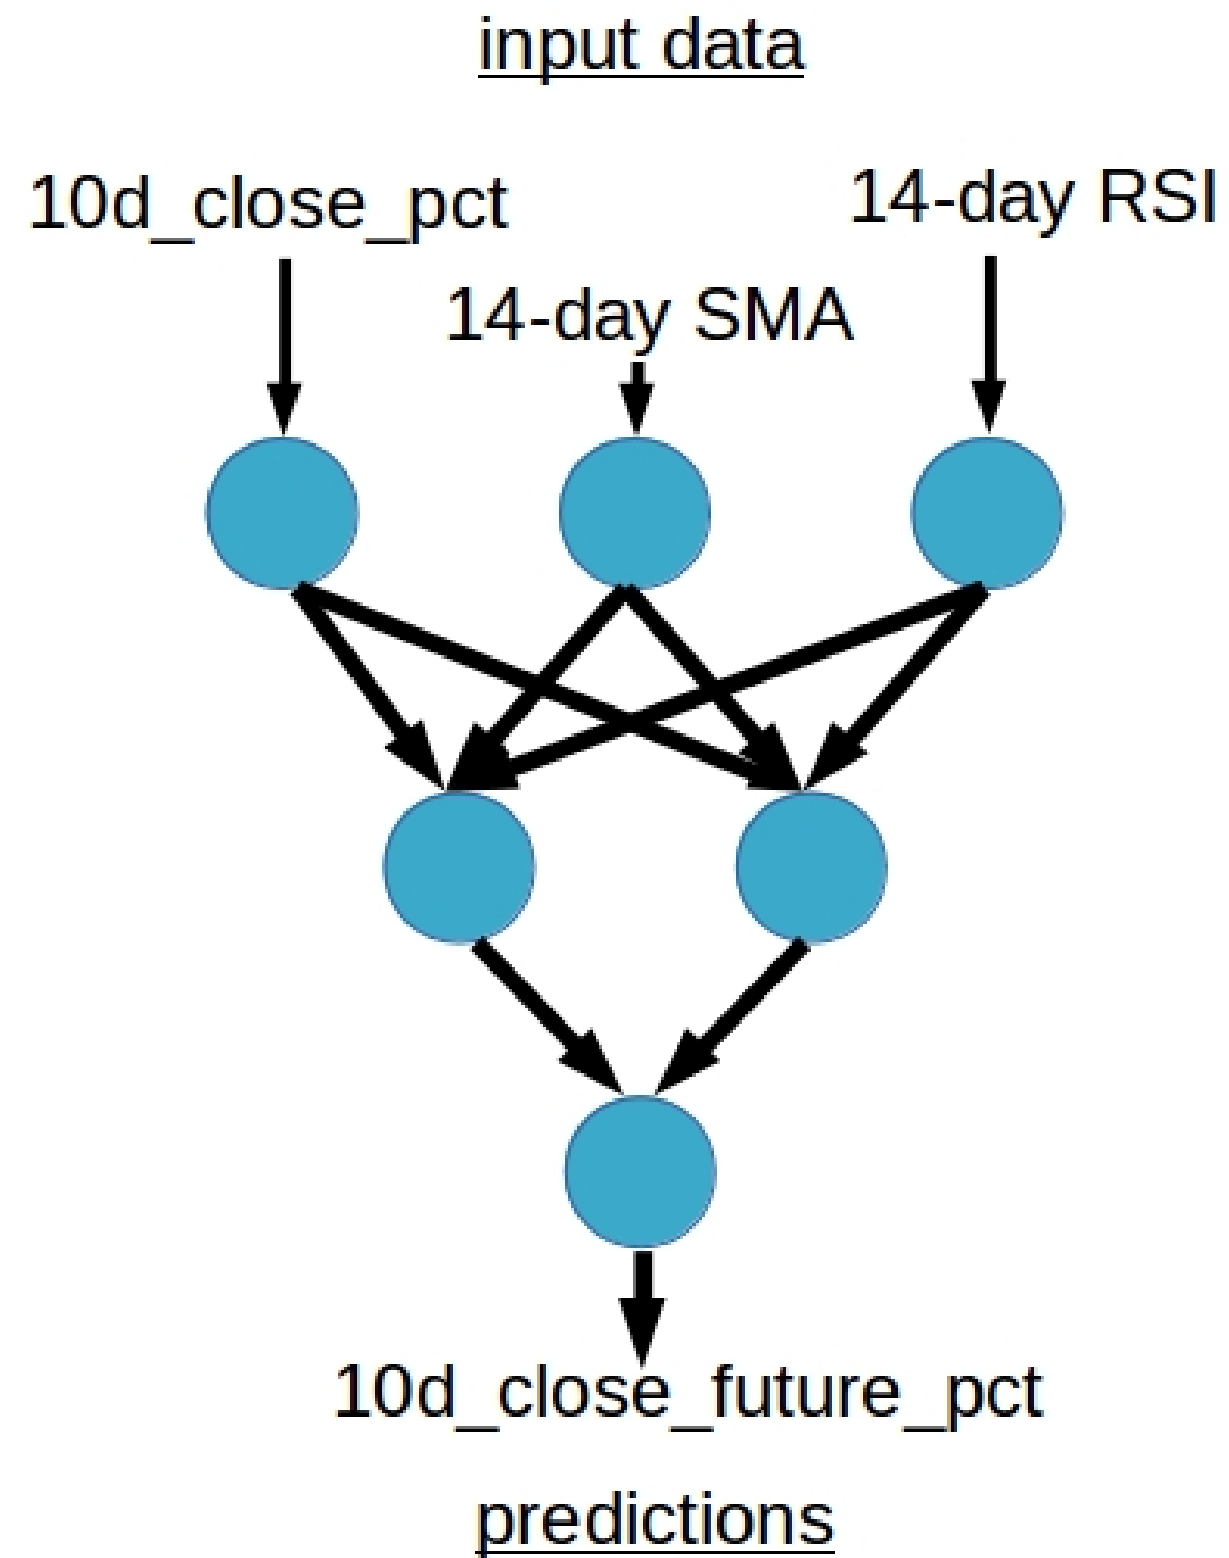 input data
10d_close_pct
14-day RSI
14-day SMA
10d_close_future_pct
predictions